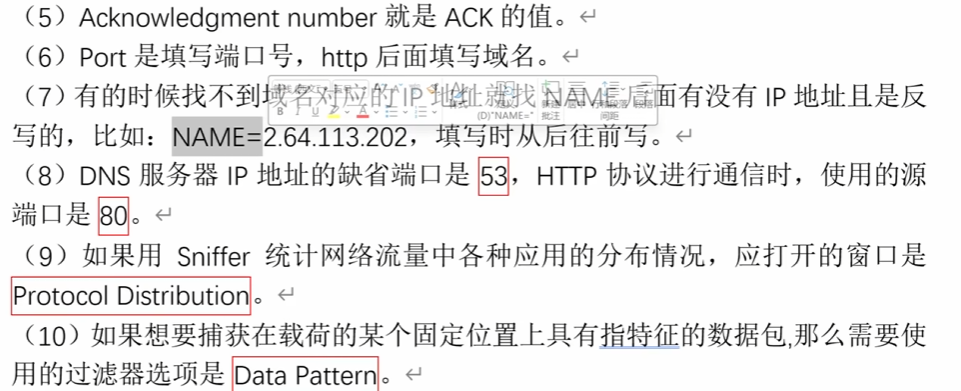 （5）Acknowledgment number 就是 ACK 的值。
（6）Port 是填写端口号，http 后面填写域名。
（7）有的时候找不到域名对应的 IP 地址就找 NAME 后面有没有 IP 地址且是反
写的，比如：NAME=2.64.113.202，填写时从后往前写。
（8）DNS 服务器 IP 地址的缺省端口是 53，HTTP 协议进行通信时，使用的源
端口是 80。
（9）如果用 Sniffer 统计网络流量中各种应用的分布情况，应打开的窗口是
Protocol Distribution。
（10）如果想要捕获在载荷的某个固定位置上具有指特征的数据包,那么需要使
用的过滤器选项是 Data Pattern。